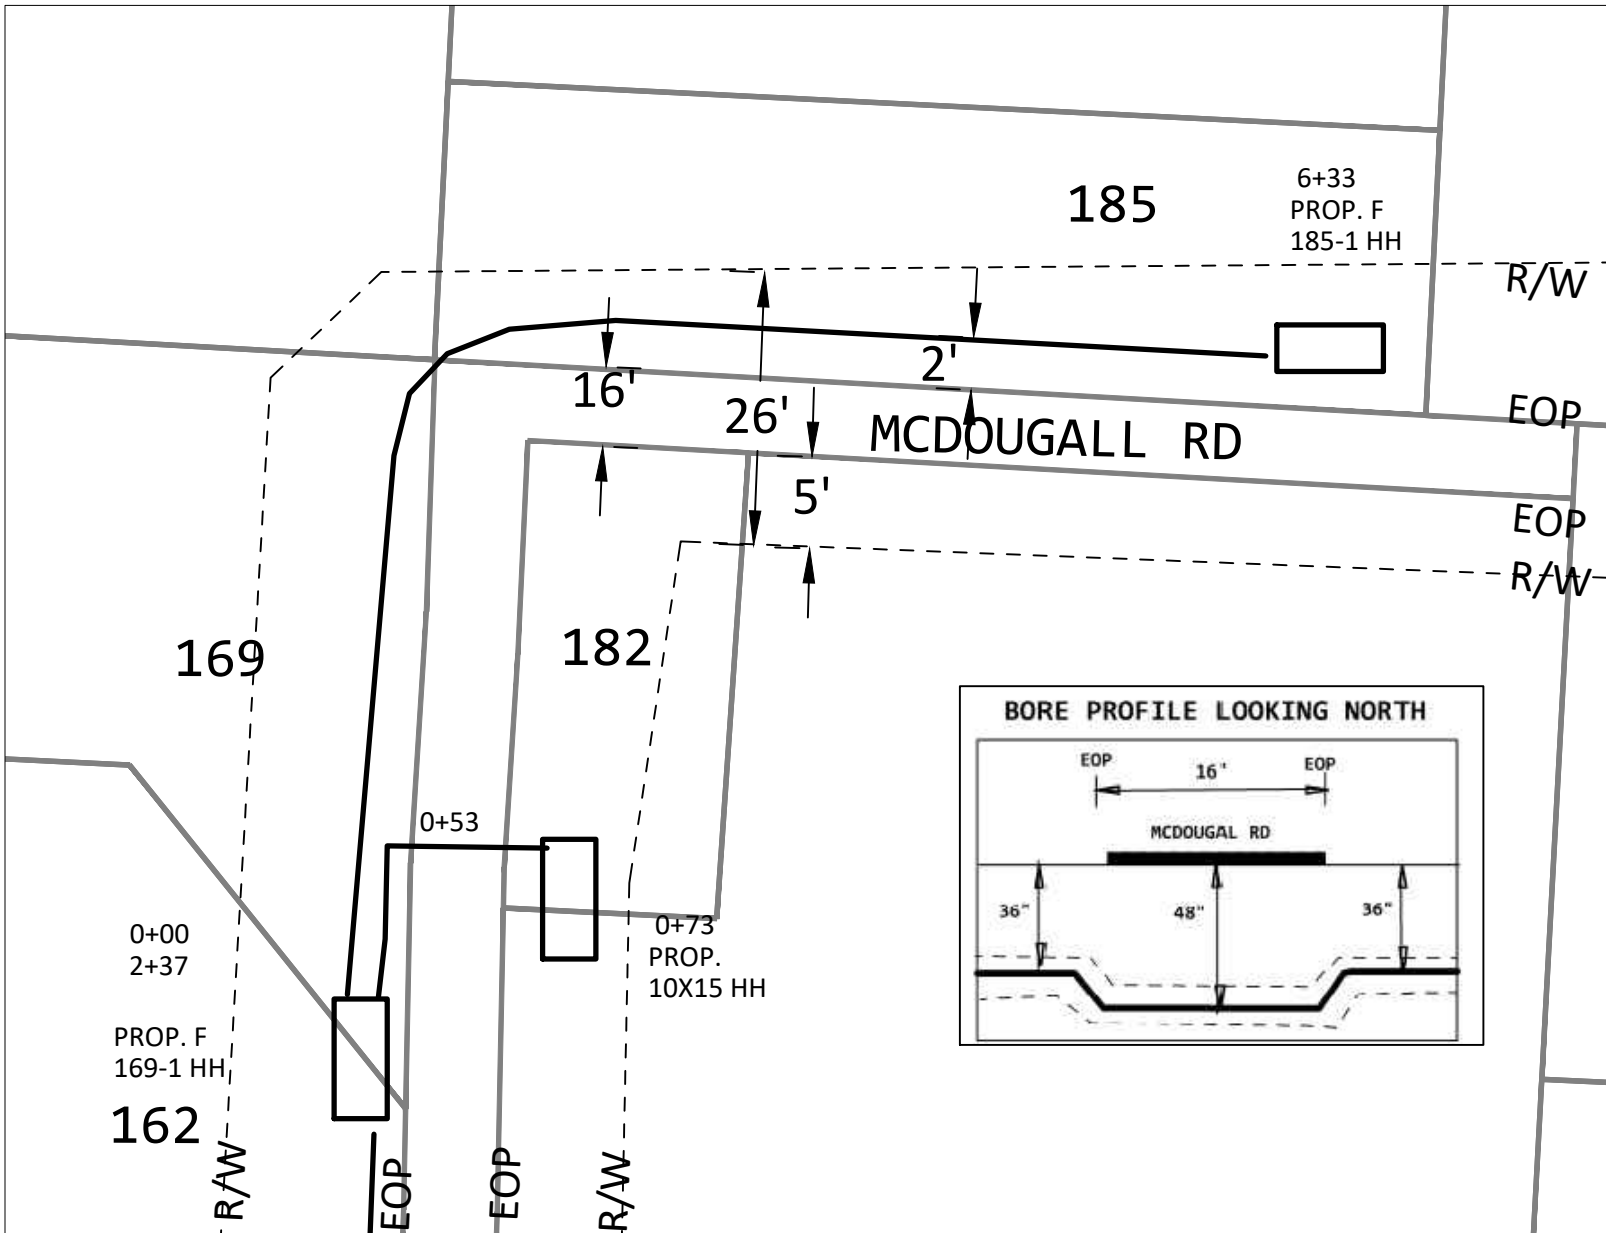 185
6+33
PROP. F
185-1 HH
R/W
2'
16'
26'
MCDOUGALL RD
EOP
5'
EOP
R/W
169
182
BORE PROFILE LOOKING NORTH
EOP
16"
EOP
MCDOUGAL RD
36"
48"
36"
0+53
0+00
2+37
0+73
PROP.
10X15 HH
PROP. F
169-1 HH
162
R/W
EOP
EOP
R/W